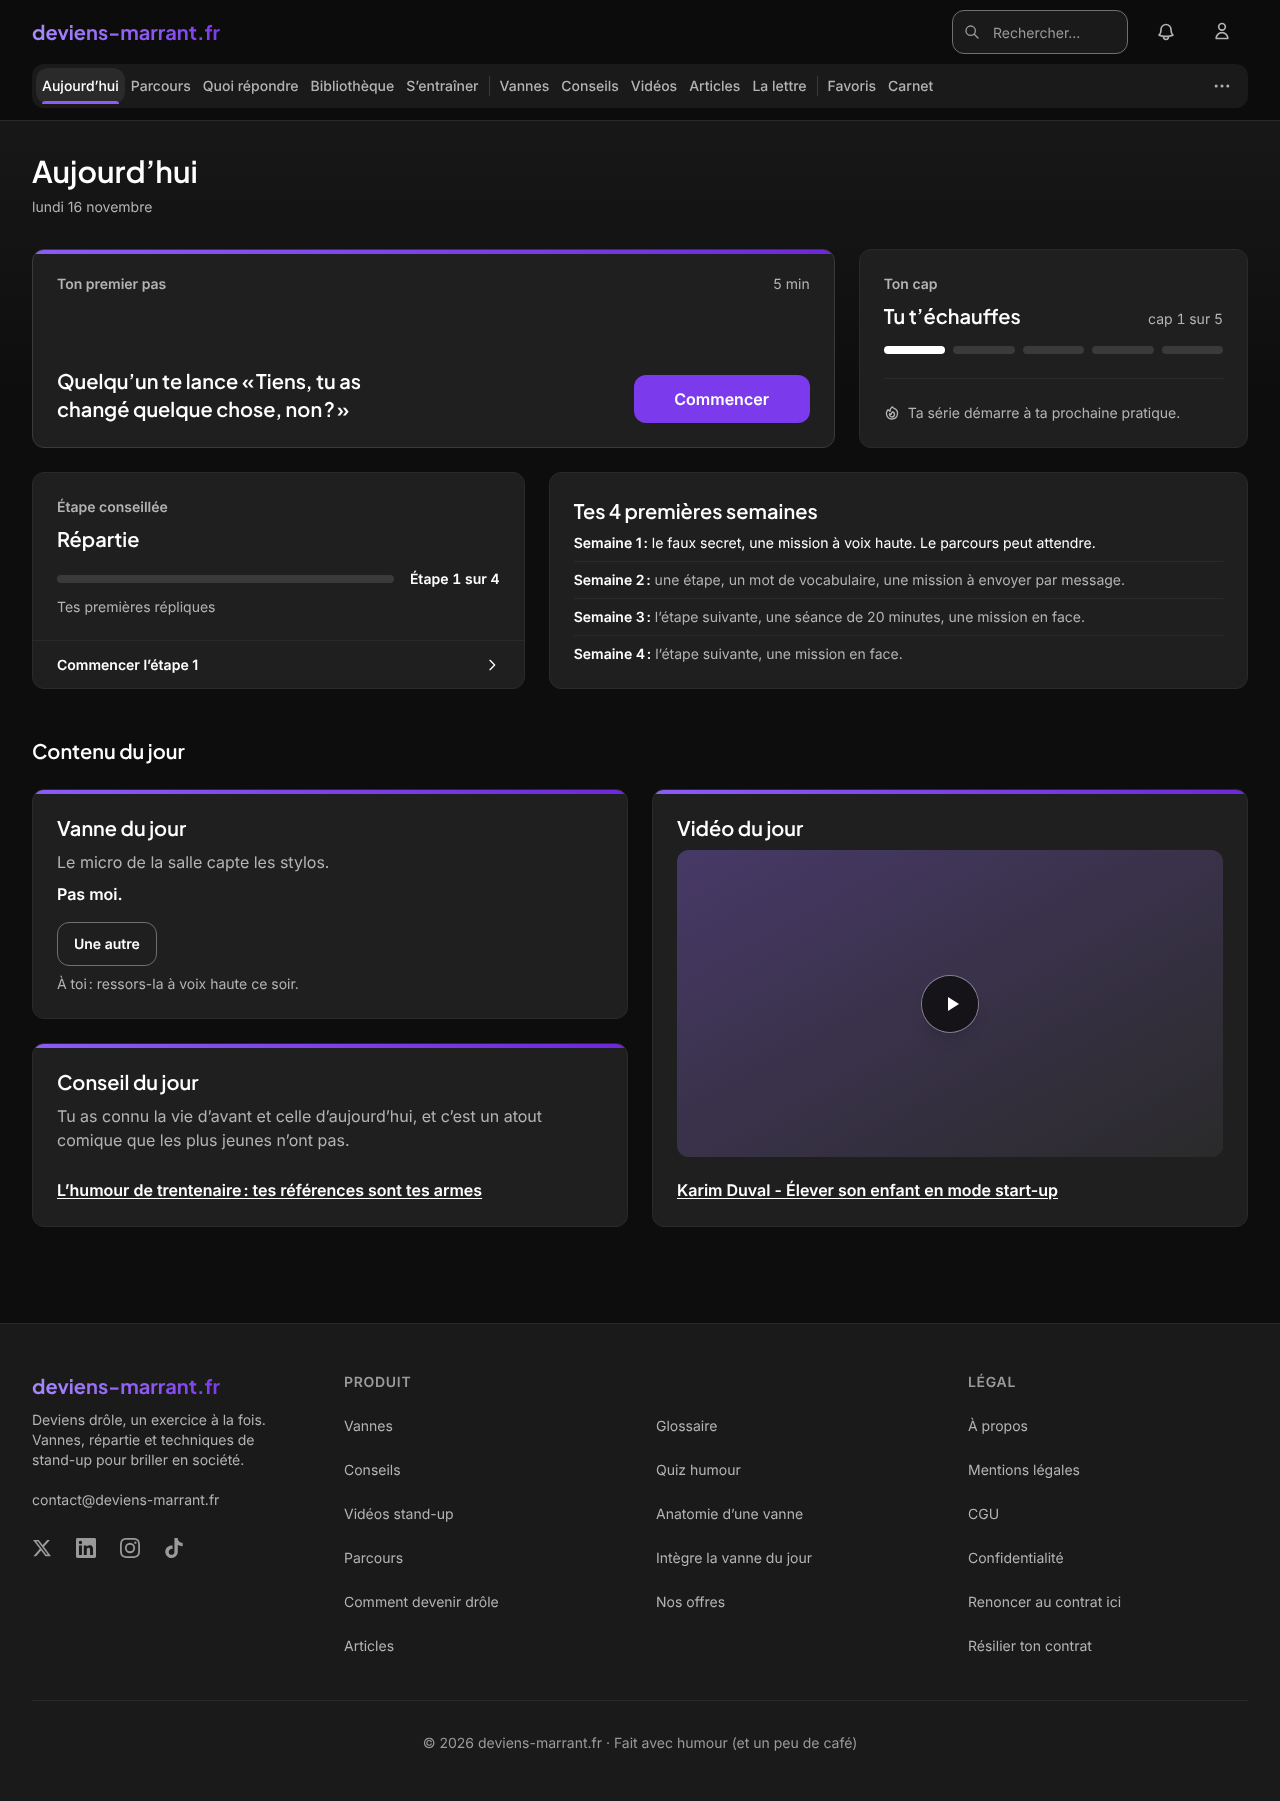 deviens-marrant.fr
Rechercher...
Aujourd’hui Parcours Quoi répondre Bibliothèque S’entraîner Vannes Conseils Vidéos Articles La lettre Favoris Carnet
Aujourd’hui
lundi 16 novembre
Ton premier pas
5 min
Quelqu’un te lance « Tiens, tu as
changé quelque chose, non ? »
Commencer
Ton cap
Tu t’échauffes
cap 1 sur 5
Ta série démarre à ta prochaine pratique.
Étape conseillée
Répartie
Étape 1 sur 4
Tes premières répliques
Commencer l’étape 1
Tes 4 premières semaines
Semaine 1 : le faux secret, une mission à voix haute. Le parcours peut attendre.
Semaine 2 : une étape, un mot de vocabulaire, une mission à envoyer par message.
Semaine 3 : l’étape suivante, une séance de 20 minutes, une mission en face.
Semaine 4 : l’étape suivante, une mission en face.
Contenu du jour
Vanne du jour
Le micro de la salle capte les stylos.
Pas moi.
Une autre
À toi : ressors-la à voix haute ce soir.
Conseil du jour
Tu as connu la vie d’avant et celle d’aujourd’hui, et c’est un atout
comique que les plus jeunes n’ont pas.
L’humour de trentenaire : tes références sont tes armes
Vidéo du jour
Karim Duval - Élever son enfant en mode start-up
deviens-marrant.fr
Deviens drôle, un exercice à la fois.
Vannes, répartie et techniques de
stand-up pour briller en société.
contact@deviens-marrant.fr
PRODUIT
Vannes
Conseils
Vidéos stand-up
Parcours
Comment devenir drôle
Articles
Glossaire
Quiz humour
Anatomie d’une vanne
Intègre la vanne du jour
Nos offres
LÉGAL
À propos
Mentions légales
CGU
Confidentialité
Renoncer au contrat ici
Résilier ton contrat
© 2026 deviens-marrant.fr · Fait avec humour (et un peu de café)